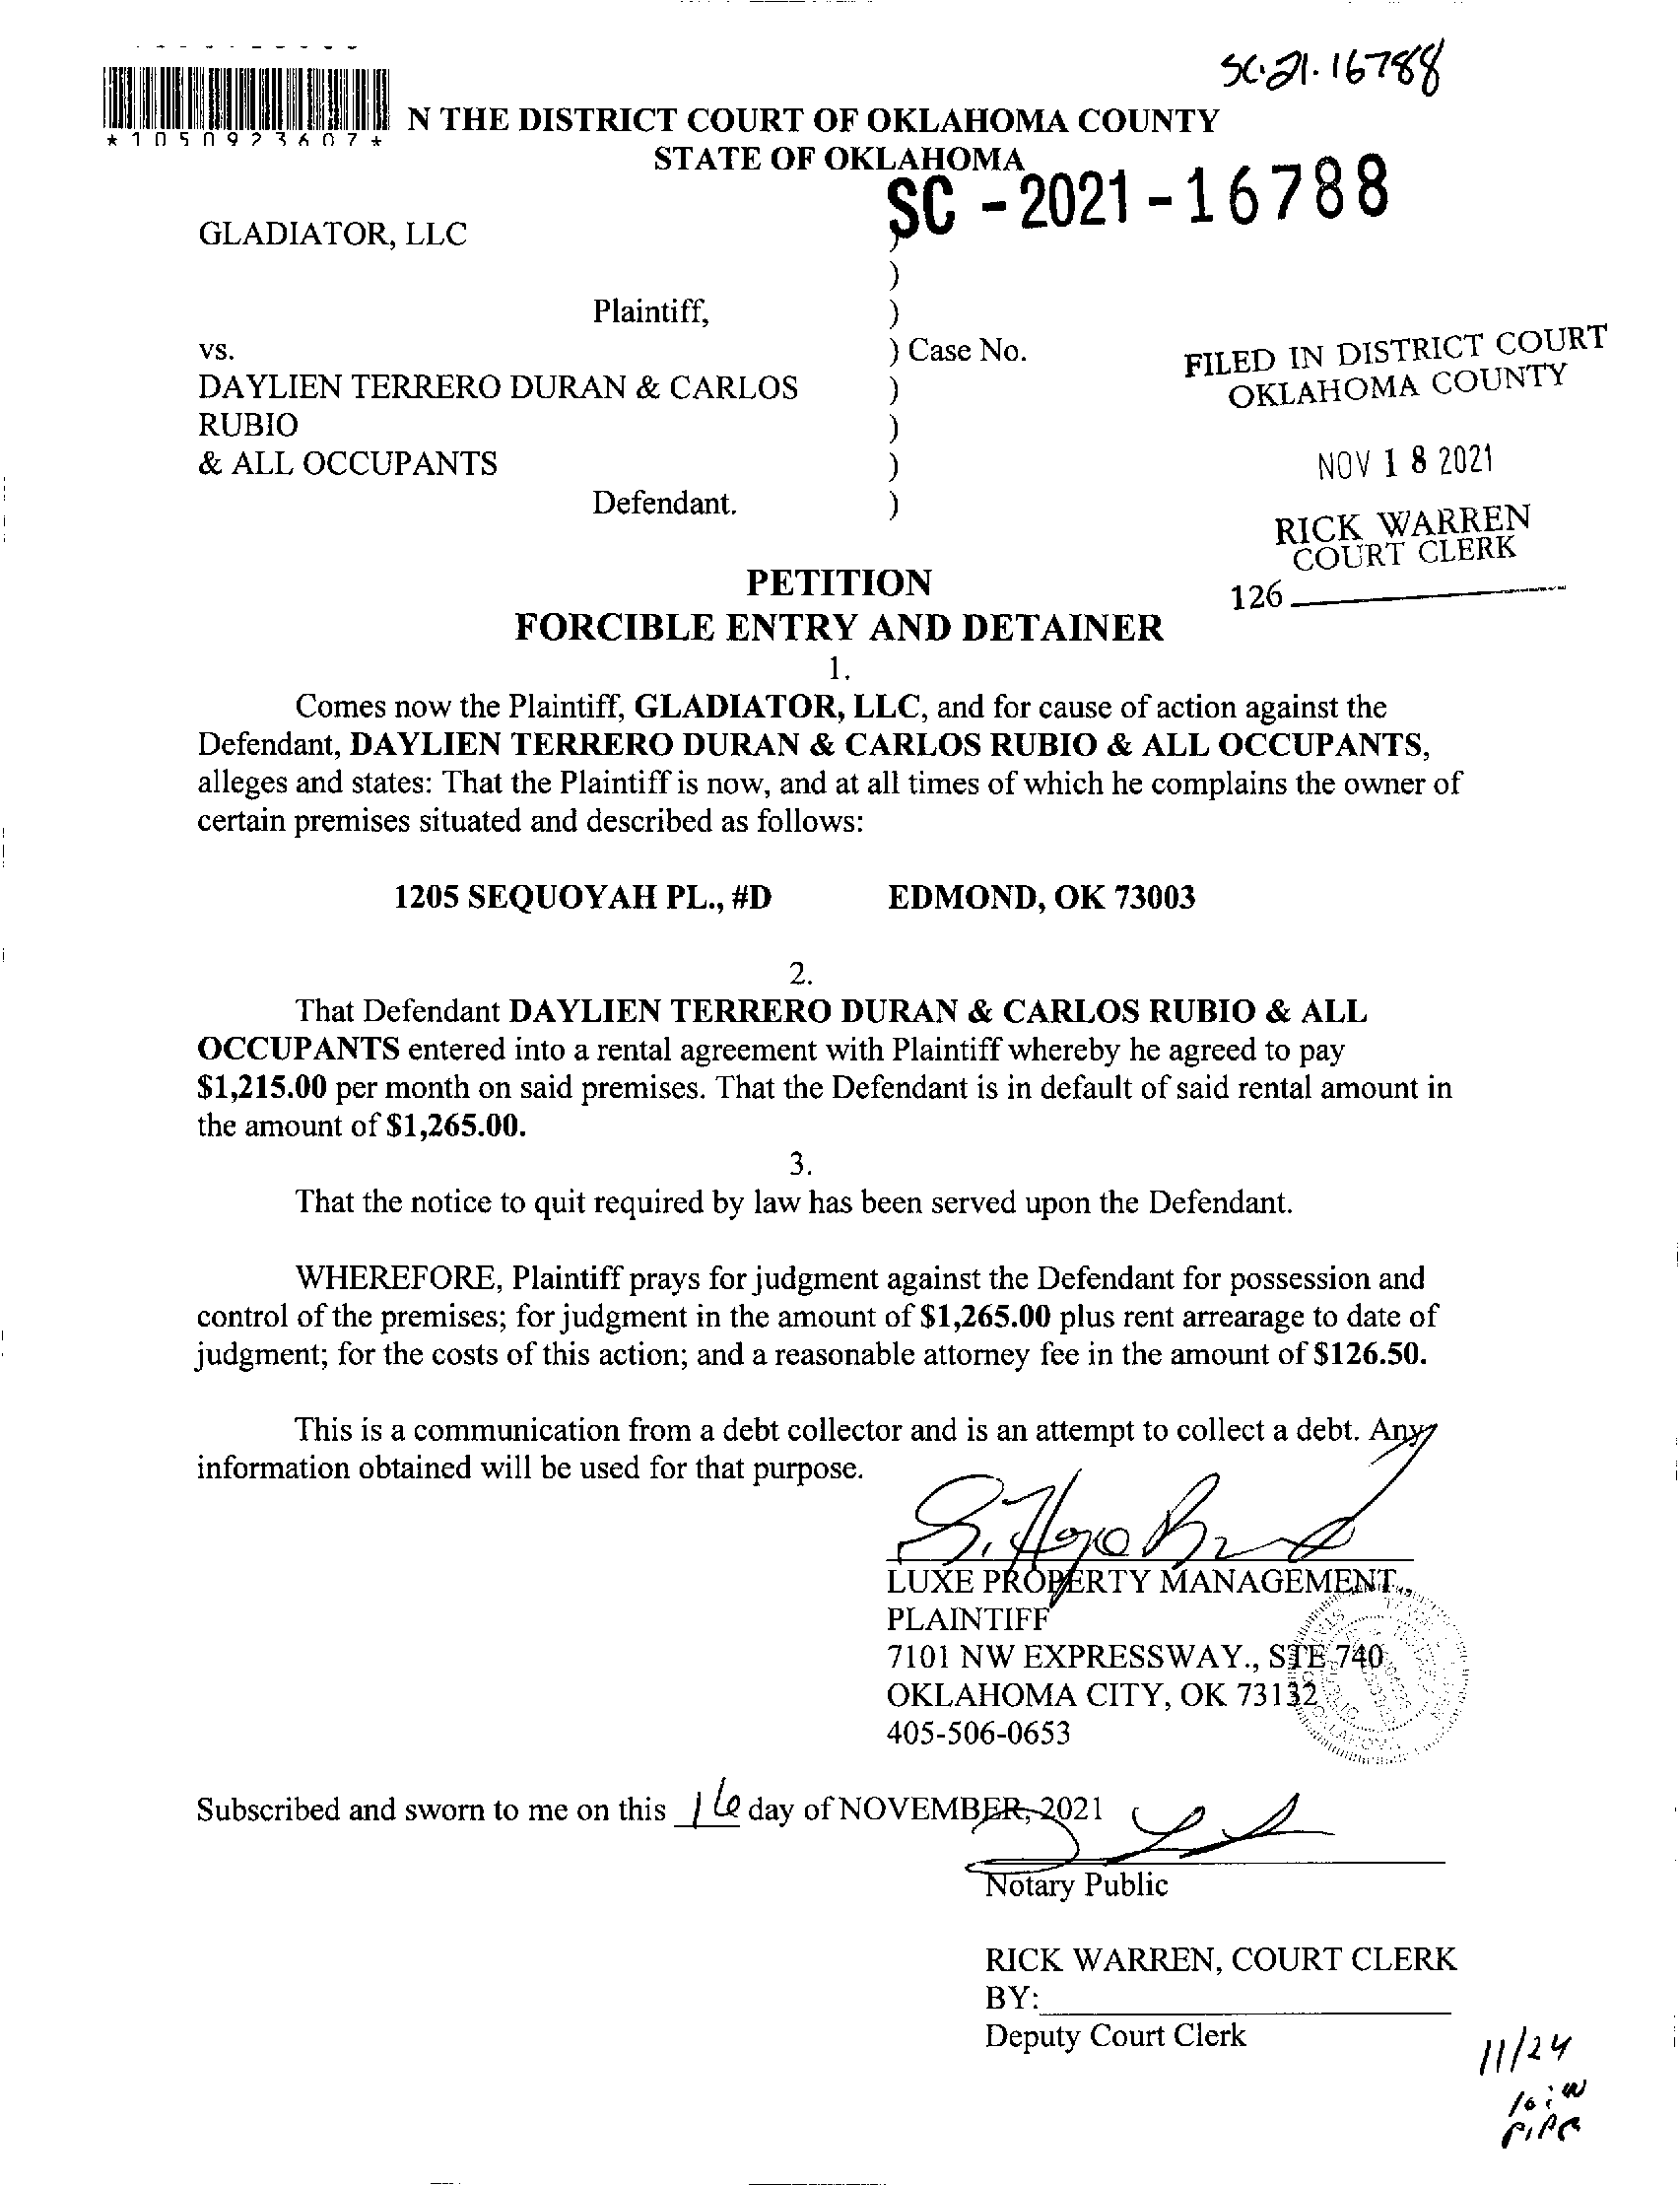 SC-21-16788
*1050923607*
N THE DISTRICT COURT OF OKLAHOMA COUNTY
STATE OF OKLAHOMA
SC-2021-16788
GLADIATOR, LLC )
)
Plaintiff, )
vs. ) Case No.
DAYLIEN TERRERO DURAN & CARLOS )
RUBIO )
& ALL OCCUPANTS )
Defendant. )
FILED IN DISTRICT COURT
OKLAHOMA COUNTY
NOV 18 2021
RICK WARREN
COURT CLERK
126
PETITION
FORCIBLE ENTRY AND DETAINER
1.
Comes now the Plaintiff, GLADIATOR, LLC, and for cause of action against the
Defendant, DAYLIEN TERRERO DURAN & CARLOS RUBIO & ALL OCCUPANTS,
alleges and states: That the Plaintiff is now, and at all times of which he complains the owner of
certain premises situated and described as follows:
1205 SEQUOYAH PL., #D EDMOND, OK 73003
2.
That Defendant DAYLIEN TERRERO DURAN & CARLOS RUBIO & ALL
OCCUPANTS entered into a rental agreement with Plaintiff whereby he agreed to pay
$1,215.00 per month on said premises. That the Defendant is in default of said rental amount in
the amount of $1,265.00.
3.
That the notice to quit required by law has been served upon the Defendant.
WHEREFORE, Plaintiff prays for judgment against the Defendant for possession and
control of the premises; for judgment in the amount of $1,265.00 plus rent arrearage to date of
judgment; for the costs of this action; and a reasonable attorney fee in the amount of $126.50.
This is a communication from a debt collector and is an attempt to collect a debt. Any
information obtained will be used for that purpose.
LUXE PROPERTY MANAGEMENT
PLAINTIFF
7101 NW EXPRESSWAY., STE 740
OKLAHOMA CITY, OK 73132
405-506-0653
Subscribed and sworn to me on this 16 day of NOVEMBER, 2021
Notary Public
RICK WARREN, COURT CLERK
BY:
Deputy Court Clerk
11/24